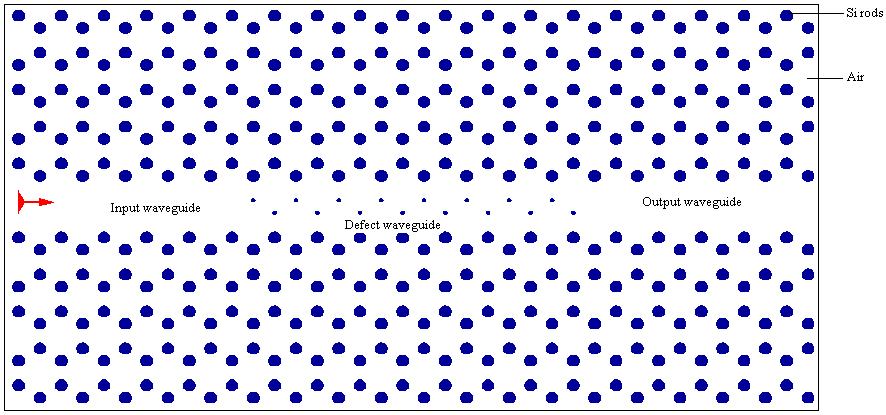 Si rods
Air
Input waveguide
Output waveguide
Defect waveguide